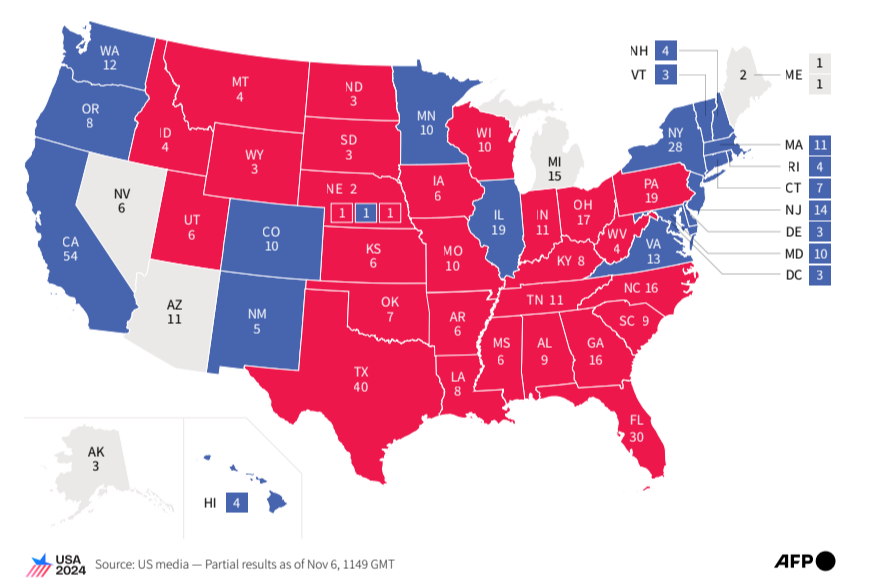 WA
12
OR
8
CA
54
NV
6
ID
4
MT
4
WY
3
UT
6
AZ
11
CO
10
NM
5
ND
3
SD
3
NE 2
1 1 1
KS
6
OK
7
TX
40
MN
10
IA
6
MO
10
AR
6
LA
8
WI
10
IL
19
MI
15
IN
11
OH
17
KY 8
TN 11
MS
6
AL
9
GA
16
FL
30
SC 9
NC 16
WV
4
VA
13
PA
19
NY
28
NH 4
VT 3
2 ME 1
1
MA 11
RI 4
CT 7
NJ 14
DE 3
MD 10
DC 3
AK
3
HI 4
USA
2024
Source: US media — Partial results as of Nov 6, 1149 GMT
AFP